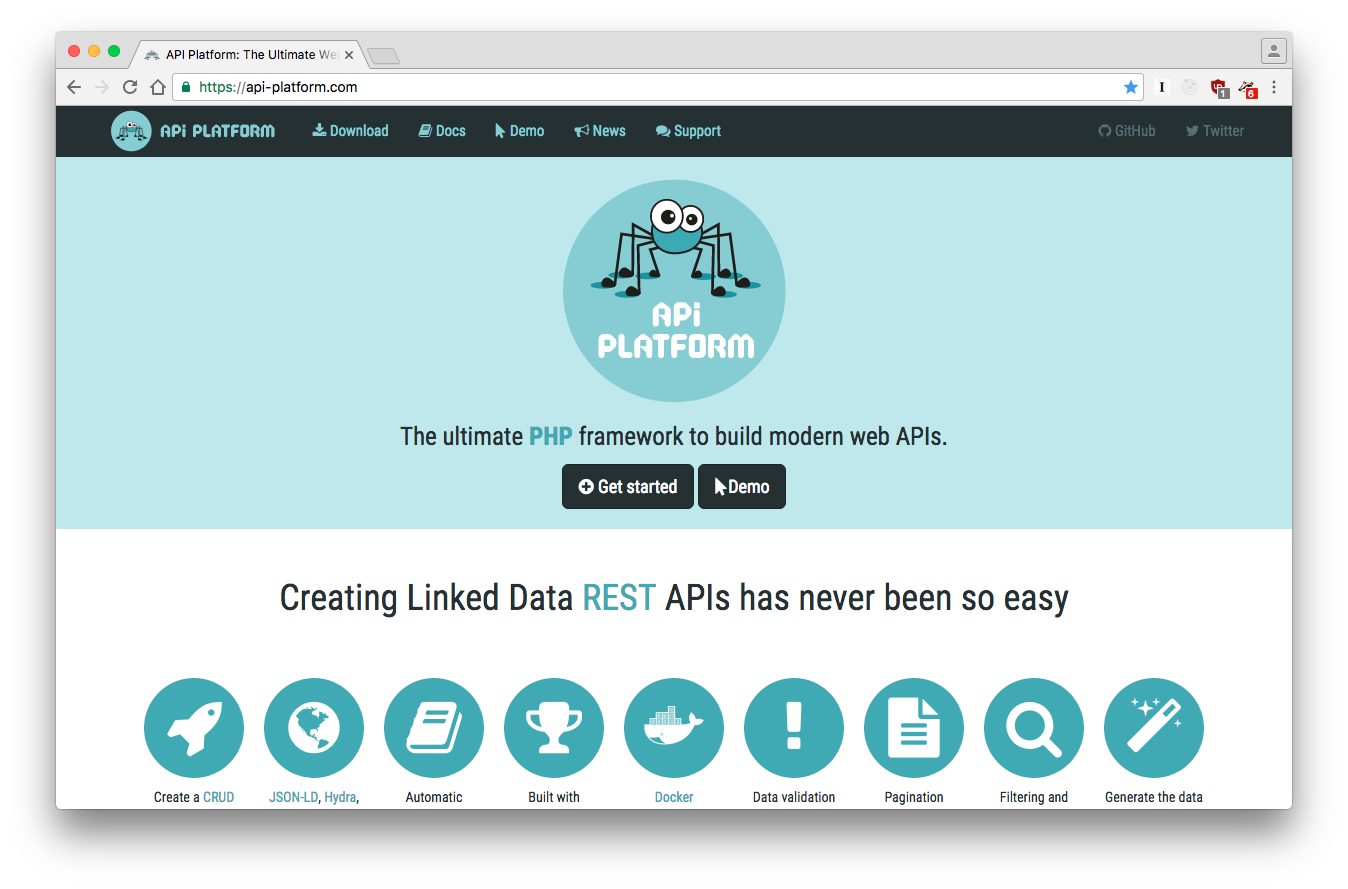 API Platform: The Ultimate We
https://api-platform.com
1
6
APi PLATFORM
Download
Docs
Demo
News
Support
GitHub
Twitter
APi
PLATFORM
The ultimate PHP framework to build modern web APIs.
Get started
Demo
Creating Linked Data REST APIs has never been so easy
Create a CRUD
JSON-LD, Hydra,
Automatic
Built with
Docker
Data validation
Pagination
Filtering and
Generate the data